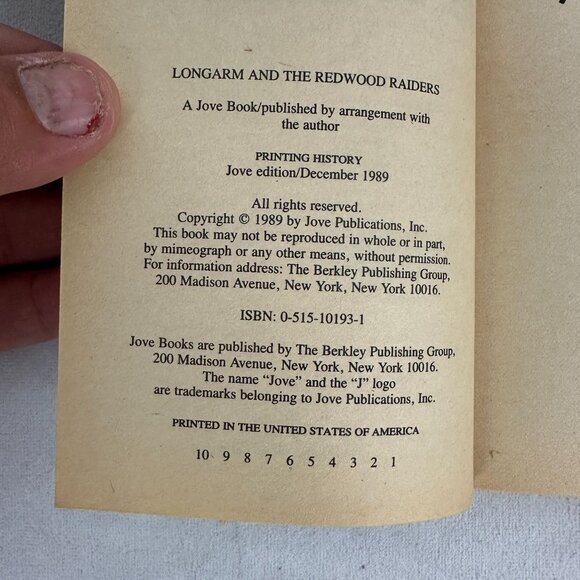 LONGARM AND THE REDWOOD RAIDERS
A Jove Book/published by arrangement with
the author
PRINTING HISTORY
Jove edition/December 1989
All rights reserved.
Copyright © 1989 by Jove Publications, Inc.
This book may not be reproduced in whole or in part,
by mimeograph or any other means, without permission.
For information address: The Berkley Publishing Group,
200 Madison Avenue, New York, New York 10016.
ISBN: 0-515-10193-1
Jove Books are published by The Berkley Publishing Group,
200 Madison Avenue, New York, New York 10016.
The name "Jove" and the "J" logo
are trademarks belonging to Jove Publications, Inc.
PRINTED IN THE UNITED STATES OF AMERICA
10 9 8 7 6 5 4 3 2 1